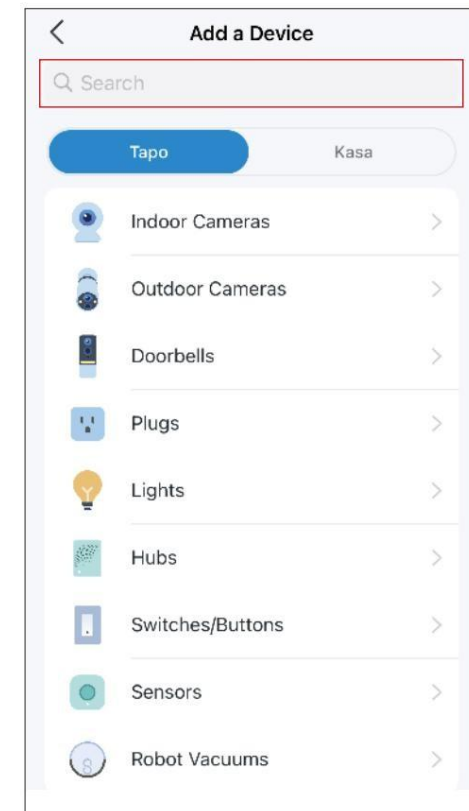 Add a Device
Search
Tapo Kasa
Indoor Cameras
Outdoor Cameras
Doorbells
Plugs
Lights
Hubs
Switches/Buttons
Sensors
Robot Vacuums